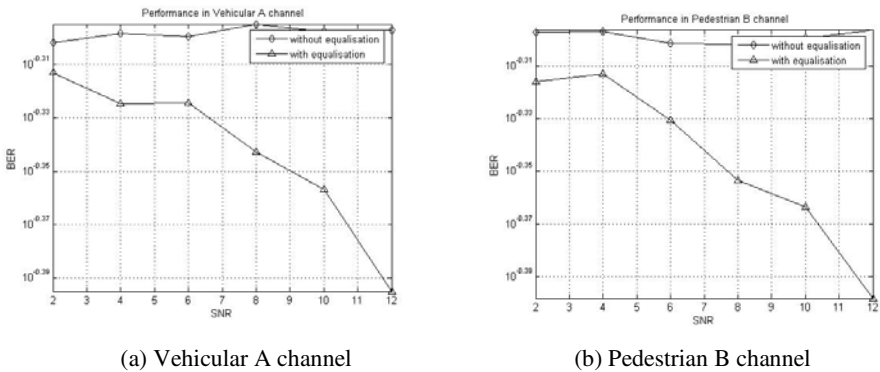 Performance in Vehicular A channel
without equalisation
with equalisation
10^-0.31
10^-0.33
10^-0.35
10^-0.37
10^-0.39
BER
2 3 4 5 6 7 8 9 10 11 12
SNR
(a) Vehicular A channel
Performance in Pedestrian B channel
without equalisation
with equalisation
10^-0.31
10^-0.33
10^-0.35
10^-0.37
10^-0.39
BER
2 3 4 5 6 7 8 9 10 11 12
SNR
(b) Pedestrian B channel